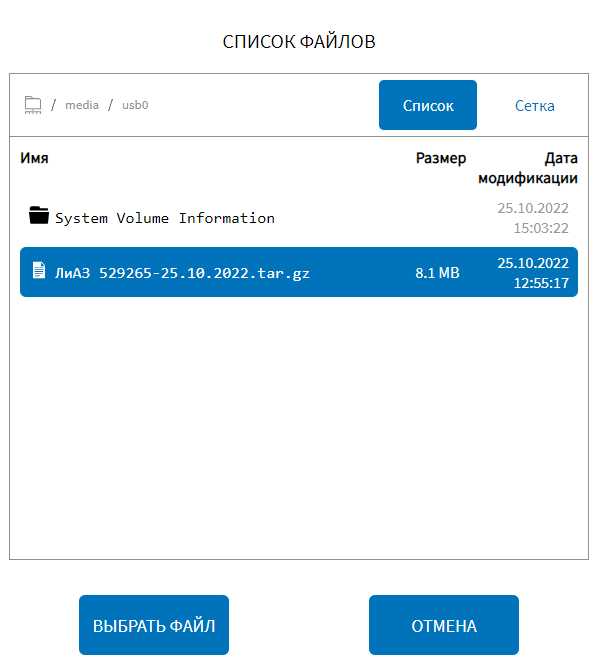 СПИСОК ФАЙЛОВ
/ media / usb0
Список
Сетка
Имя
Размер
Дата
модификации
System Volume Information
25.10.2022
15:03:22
ЛиАЗ 529265-25.10.2022.tar.gz
8.1 MB
25.10.2022
12:55:17
ВЫБРАТЬ ФАЙЛ
ОТМЕНА